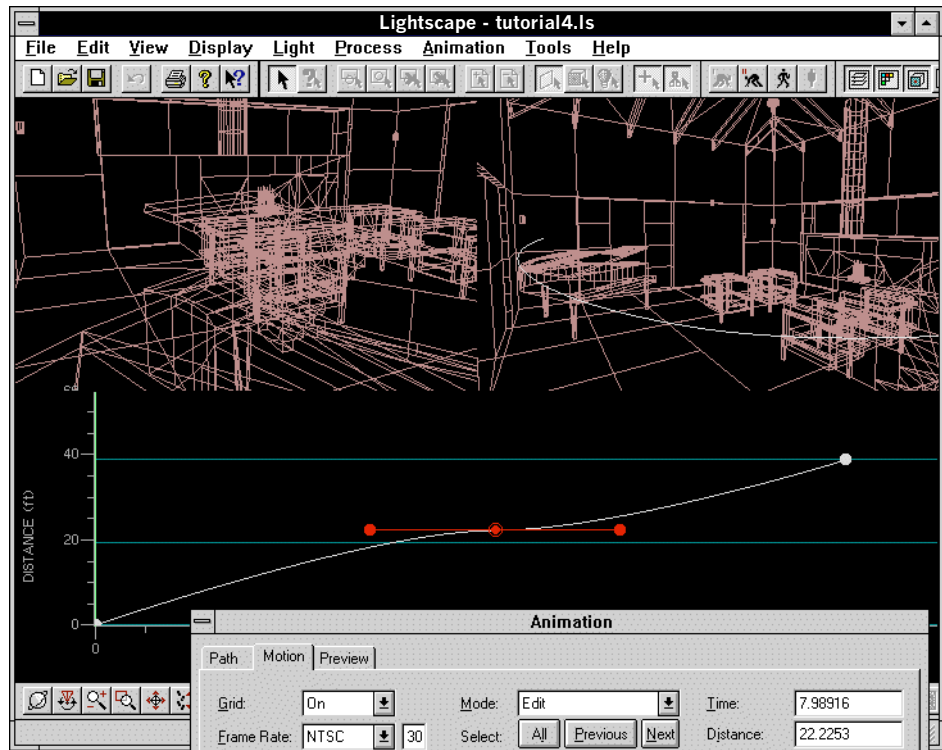 Lightscape - tutorial4.ls
File Edit View Display Light Process Animation Tools Help
60
40
20
0
DISTANCE (ft)
0
Animation
Path Motion Preview
Grid: On Mode: Edit Time: 7.98916
Frame Rate: NTSC 30 Select: All Previous Next Distance: 22.2253